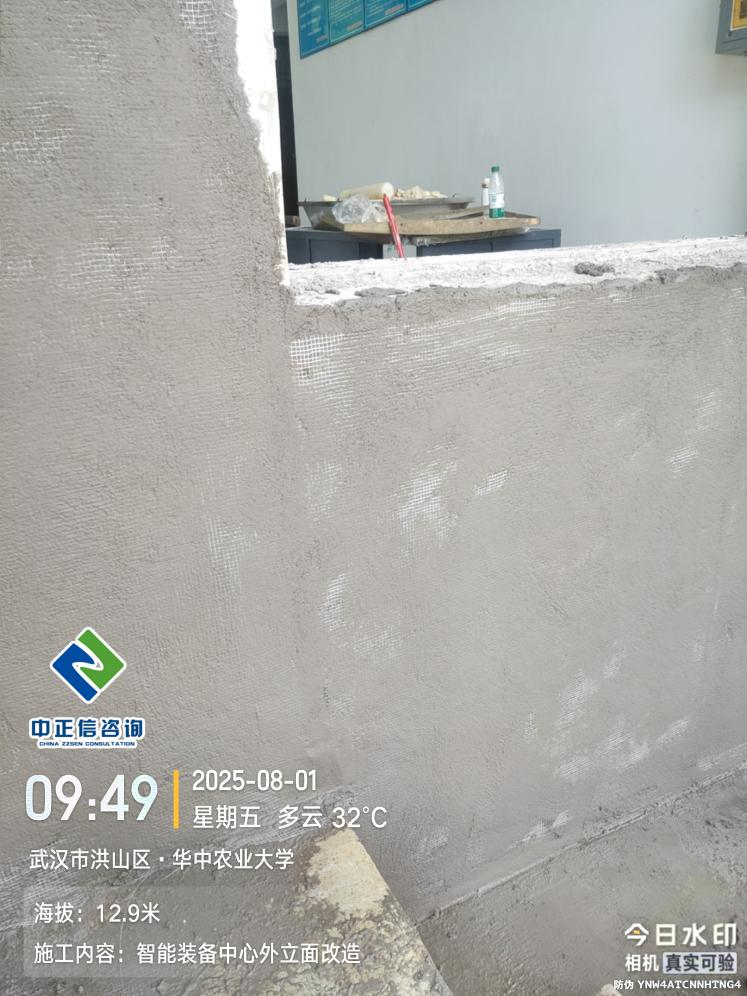 中正信咨询
CHINA ZZSEN CONSULTATION
09:49
2025-08-01
星期五 多云 32°C
武汉市洪山区·华中农业大学
海拔：12.9米
施工内容：智能装备中心外立面改造
今日水印
相机 真实可验
防伪 YNW4ATCNNHTNG4